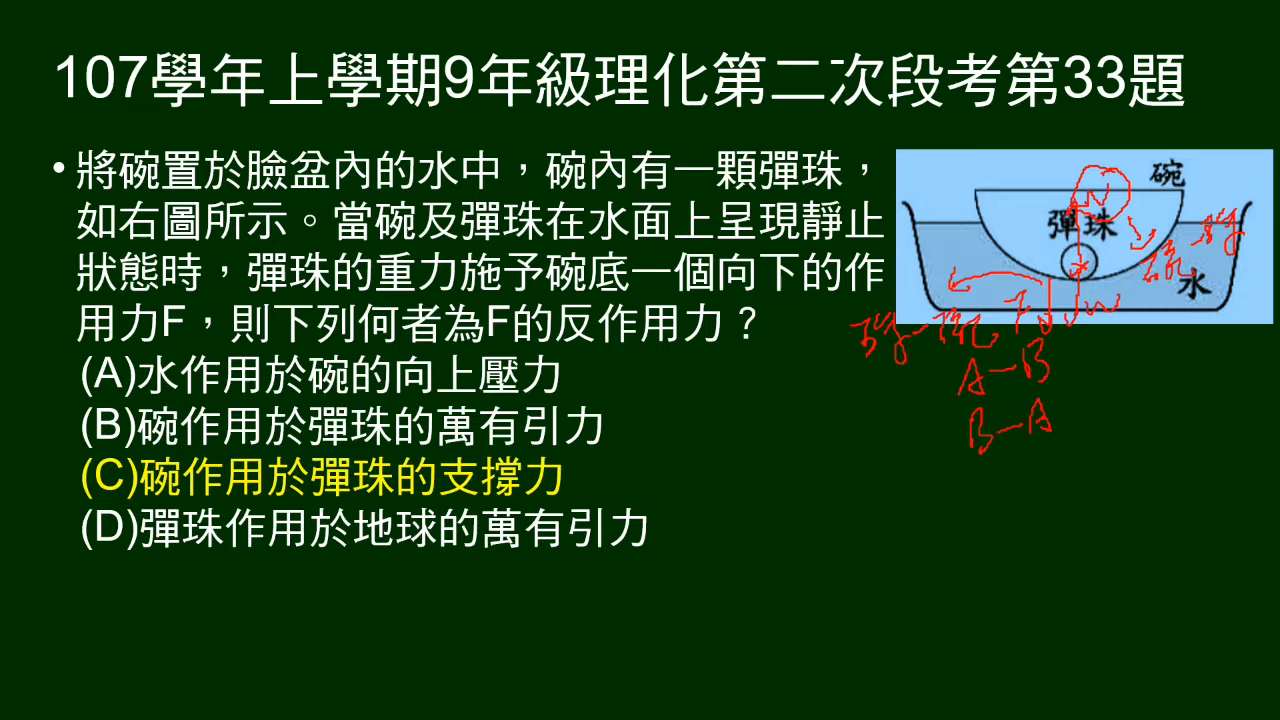 107學年上學期9年級理化第二次段考第33題
•將碗置於臉盆內的水中，碗內有一顆彈珠，
如右圖所示。當碗及彈珠在水面上呈現靜止
狀態時，彈珠的重力施予碗底一個向下的作
用力F，則下列何者為F的反作用力？
(A)水作用於碗的向上壓力
(B)碗作用於彈珠的萬有引力
(C)碗作用於彈珠的支撐力
(D)彈珠作用於地球的萬有引力
碗
N
彈珠
水
F
W
A－B
B－A